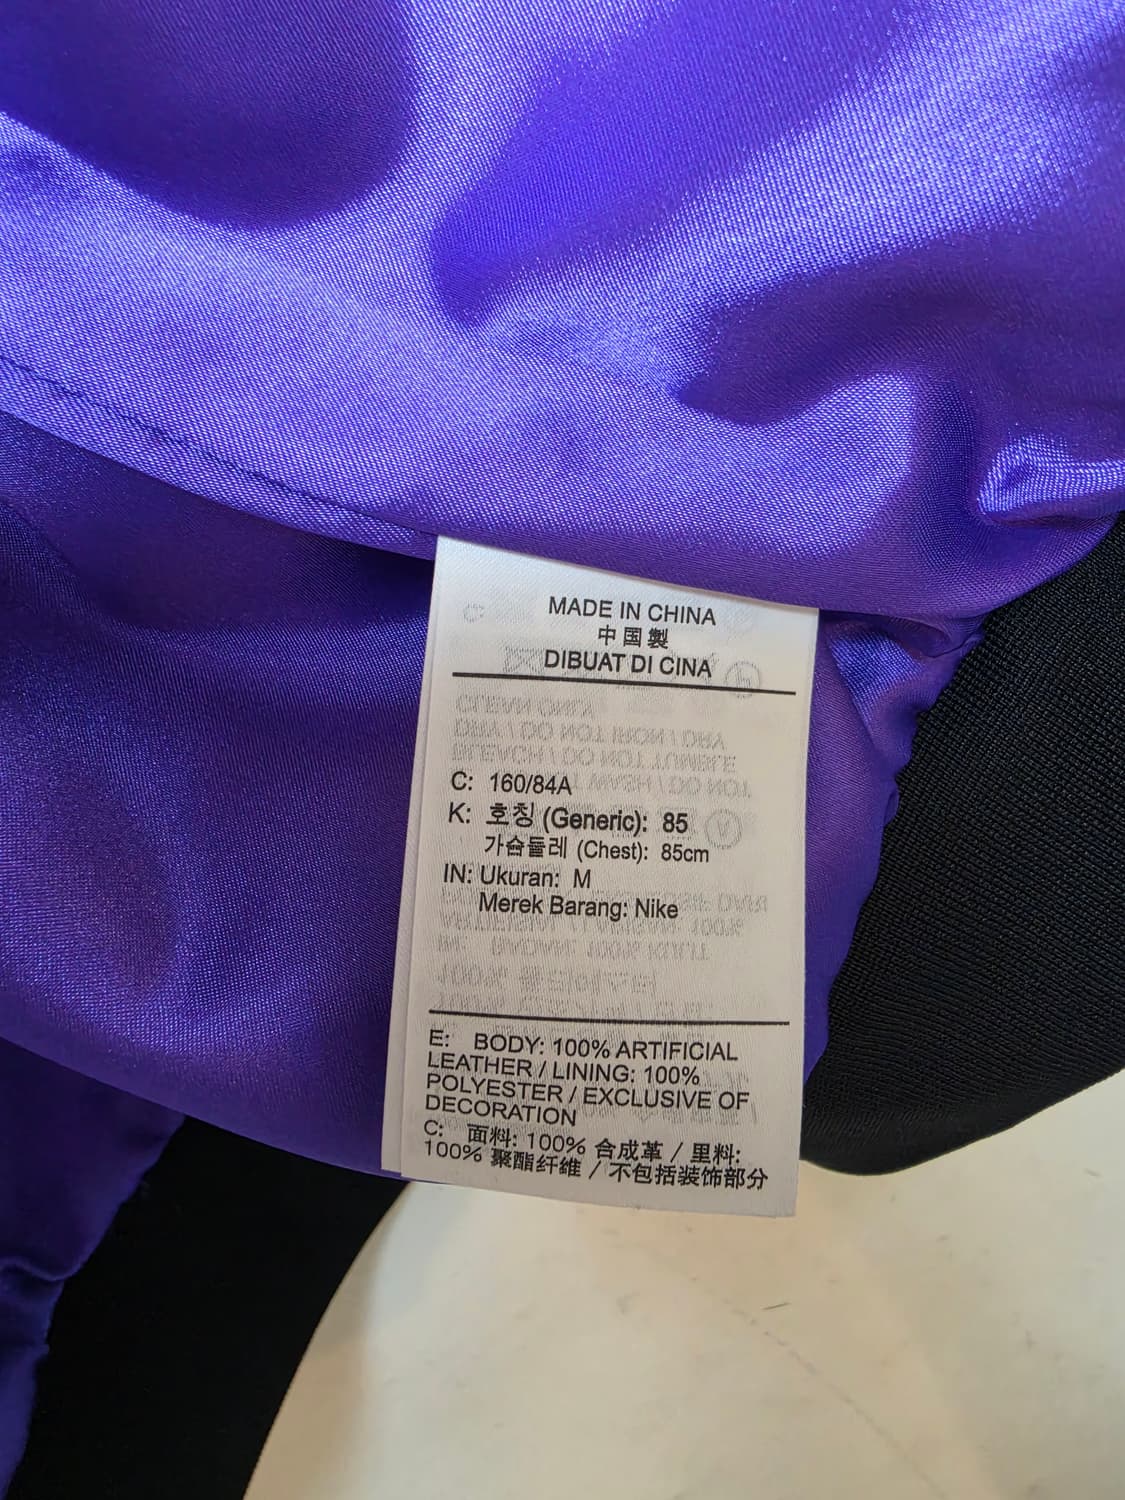 MADE IN CHINA
中国製
DIBUAT DI CINA
C: 160/84A
K: 호칭 (Generic): 85
가슴둘레 (Chest): 85cm
IN: Ukuran: M
Merek Barang: Nike
E: BODY: 100% ARTIFICIAL
LEATHER / LINING: 100%
POLYESTER / EXCLUSIVE OF
DECORATION
C: 面料: 100% 合成革 / 里料:
100% 聚酯纤维 / 不包括装饰部分